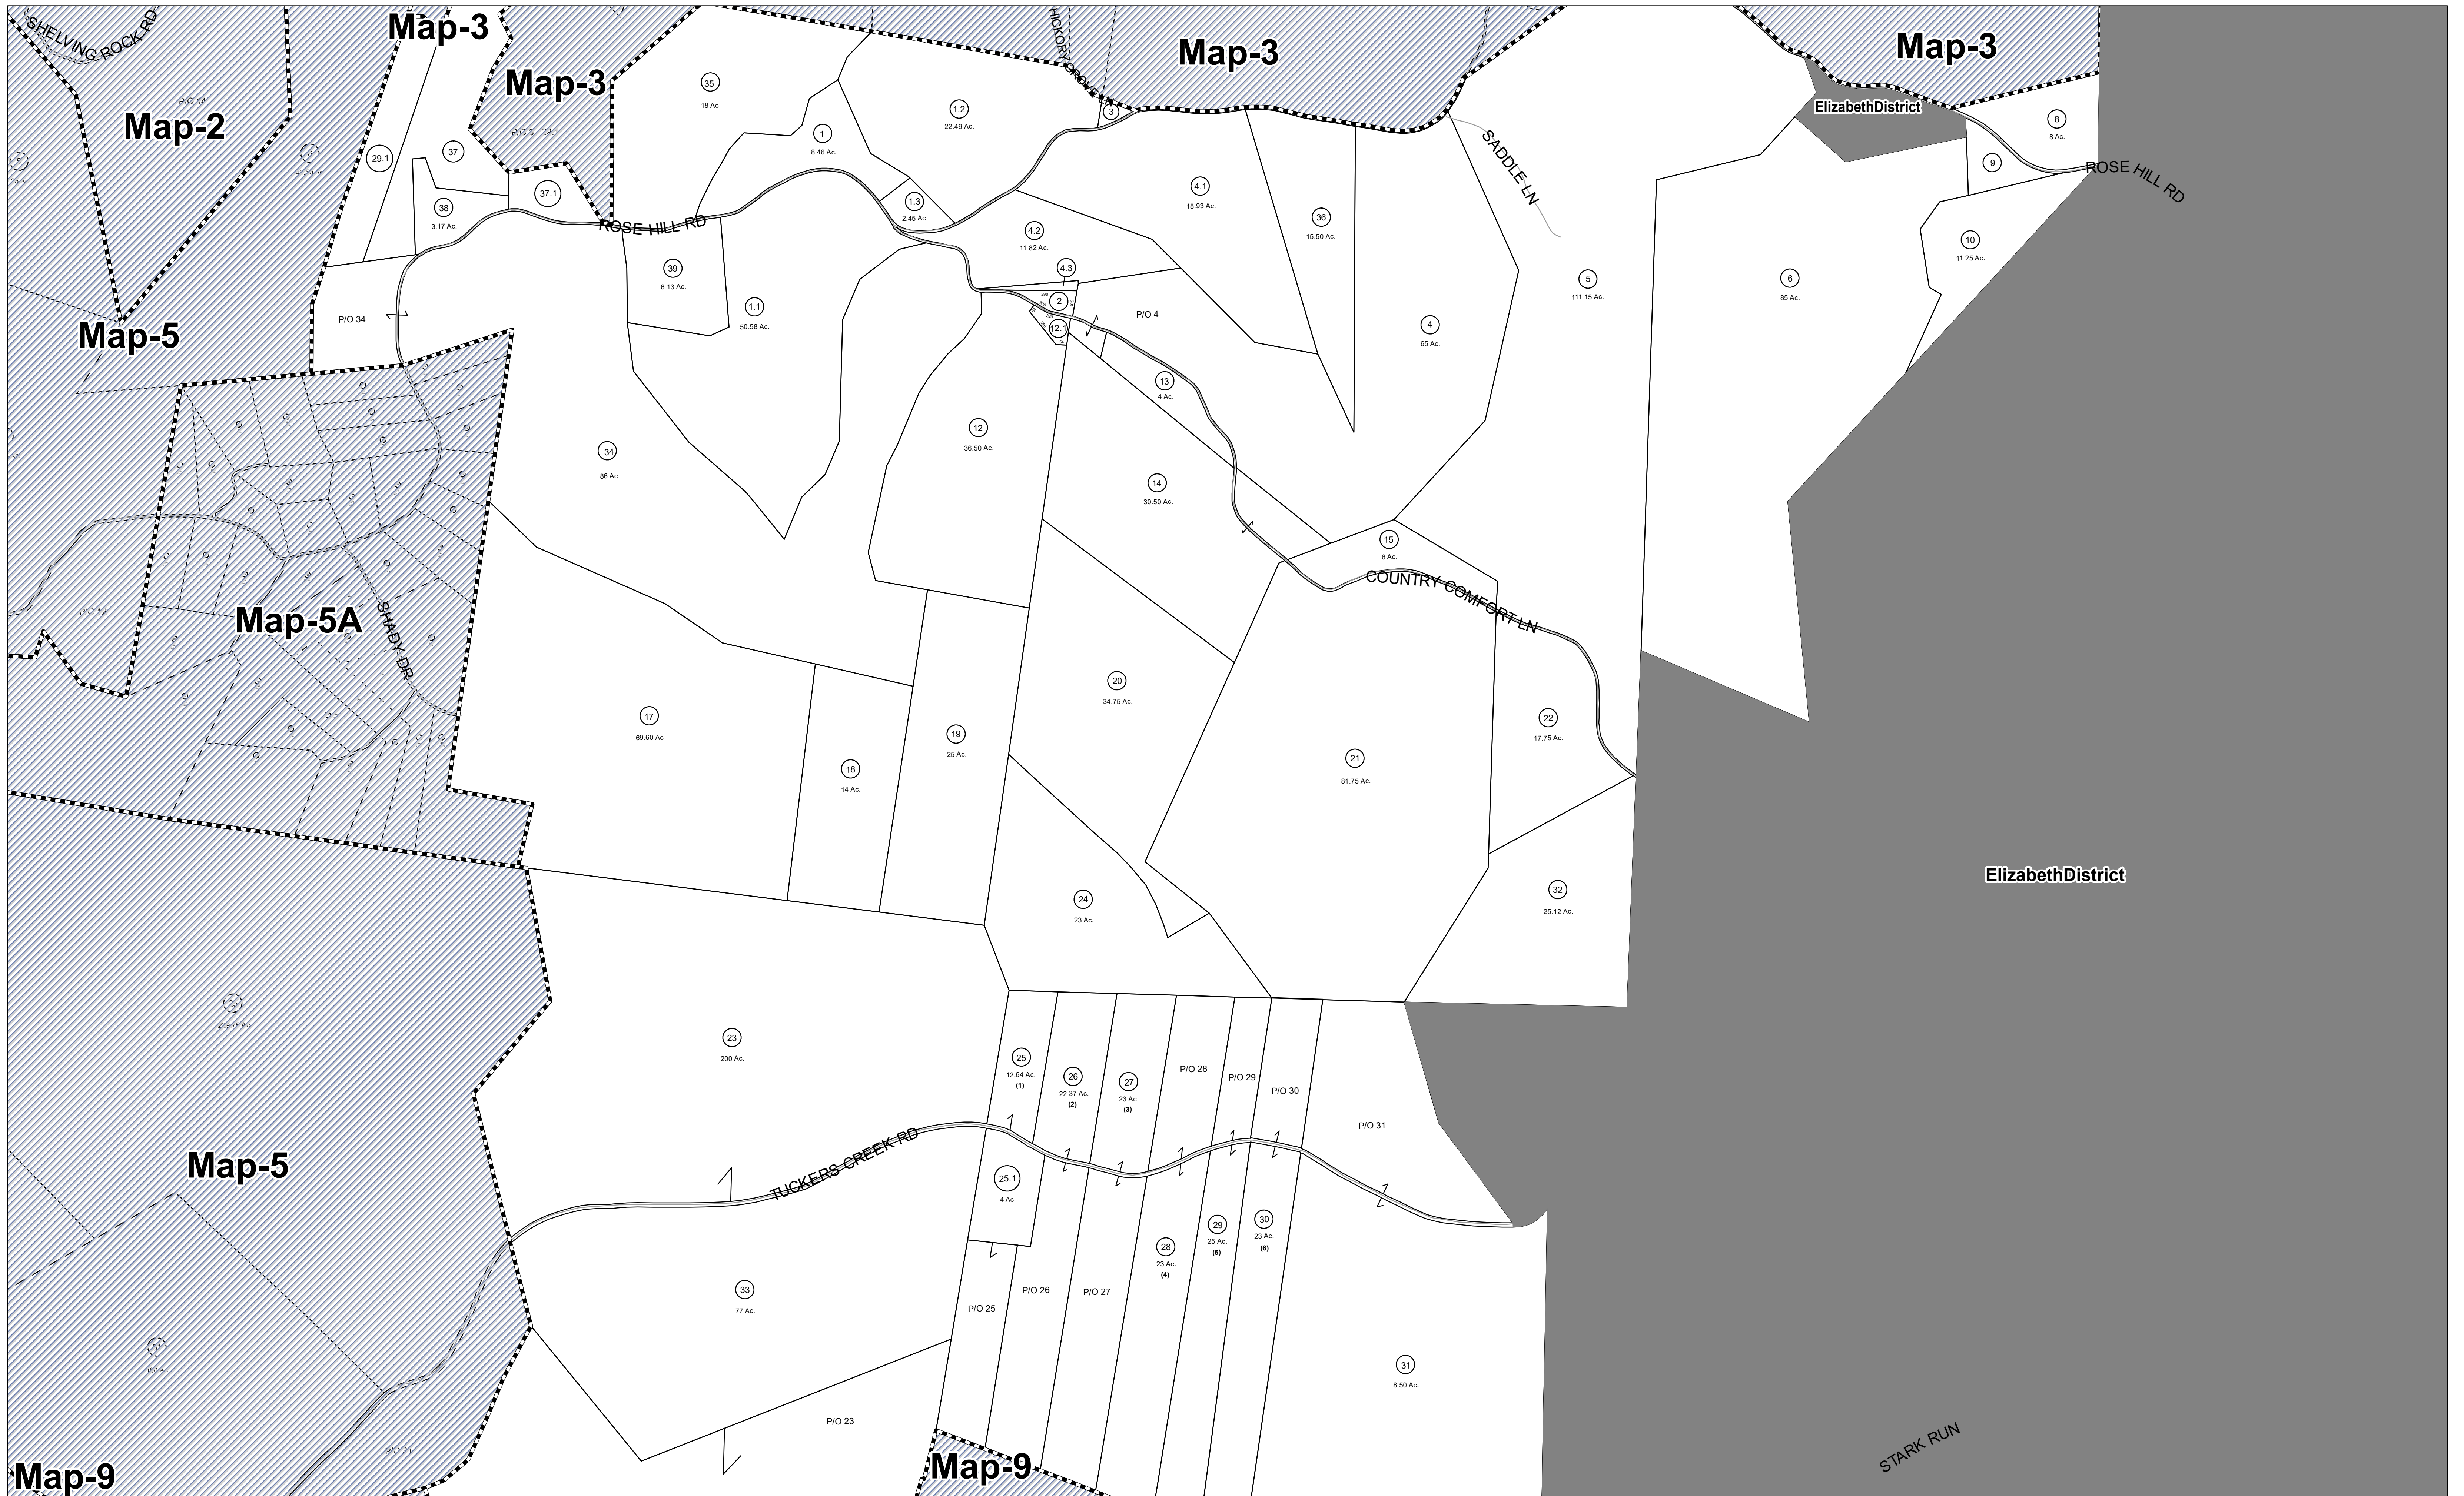 SHELVING ROCK RD
Map-3
Map-3
HICKORY GROVE
Map-3
Map-3
ElizabethDistrict
Map-2
35
18 Ac.
1
8.46 Ac.
1.2
22.49 Ac.
3
SADDLE LN
8
8 Ac.
9
ROSE HILL RD
29.1
37
37.1
38
3.17 Ac.
ROSE HILL RD
1.3
2.45 Ac.
4.1
18.93 Ac.
36
15.50 Ac.
4.2
11.82 Ac.
10
11.25 Ac.
39
6.13 Ac.
1.1
50.58 Ac.
4.3
2
12.1
P/O 4
5
111.15 Ac.
6
85 Ac.
Map-5
P/O 34
4
65 Ac.
13
4 Ac.
34
86 Ac.
12
36.50 Ac.
14
30.50 Ac.
15
6 Ac.
COUNTRY COMFORT LN
Map-5A
SHADY DR
17
69.60 Ac.
18
14 Ac.
19
25 Ac.
20
34.75 Ac.
21
81.75 Ac.
22
17.75 Ac.
24
23 Ac.
32
25.12 Ac.
ElizabethDistrict
23
200 Ac.
25
12.64 Ac.
(1)
26
22.37 Ac.
(2)
27
23 Ac.
(3)
P/O 28
P/O 29
P/O 30
P/O 31
Map-5
TUCKERS CREEK RD
25.1
4 Ac.
28
23 Ac.
(4)
29
25 Ac.
(5)
30
23 Ac.
(6)
33
77 Ac.
P/O 25
P/O 26
P/O 27
31
8.50 Ac.
P/O 23
Map-9
Map-9
STARK RUN